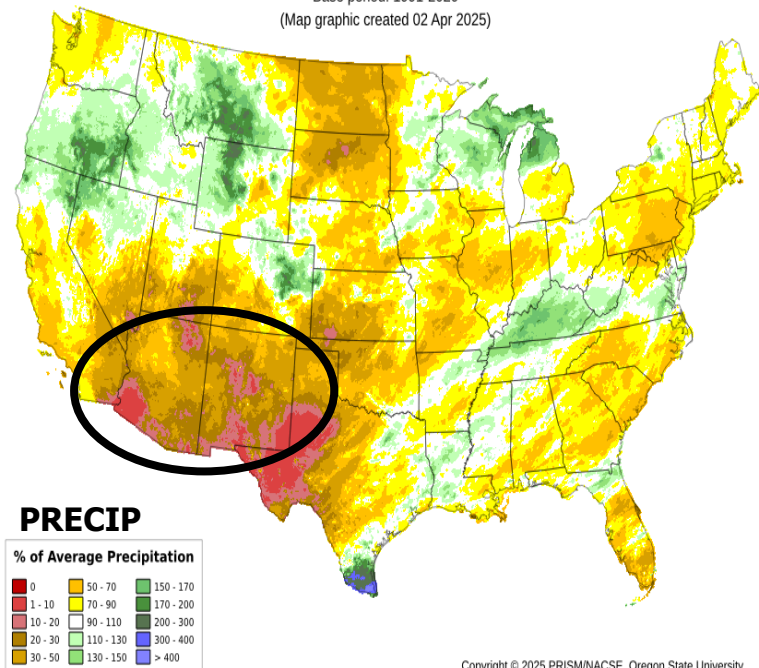 (Map graphic created 02 Apr 2025)
PRECIP
% of Average Precipitation
0
1 - 10
10 - 20
20 - 30
30 - 50
50 - 70
70 - 90
90 - 110
110 - 130
130 - 150
150 - 170
170 - 200
200 - 300
300 - 400
> 400
Copyright © 2025 PRISM/NACSE, Oregon State University